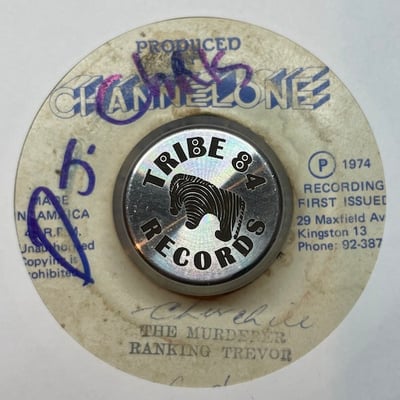 PRODUCED
CHANNEL ONE
J.J. Chas
MADE
IN JAMAICA
R.P.M.
Unauthorised
Copying is
prohibited.
P 1974
RECORDING
FIRST ISSUED
29 Maxfield Av
Kingston 13
Phone: 92-387
TRIBE 84
RECORDS
THE MURDERER
RANKING TREVOR